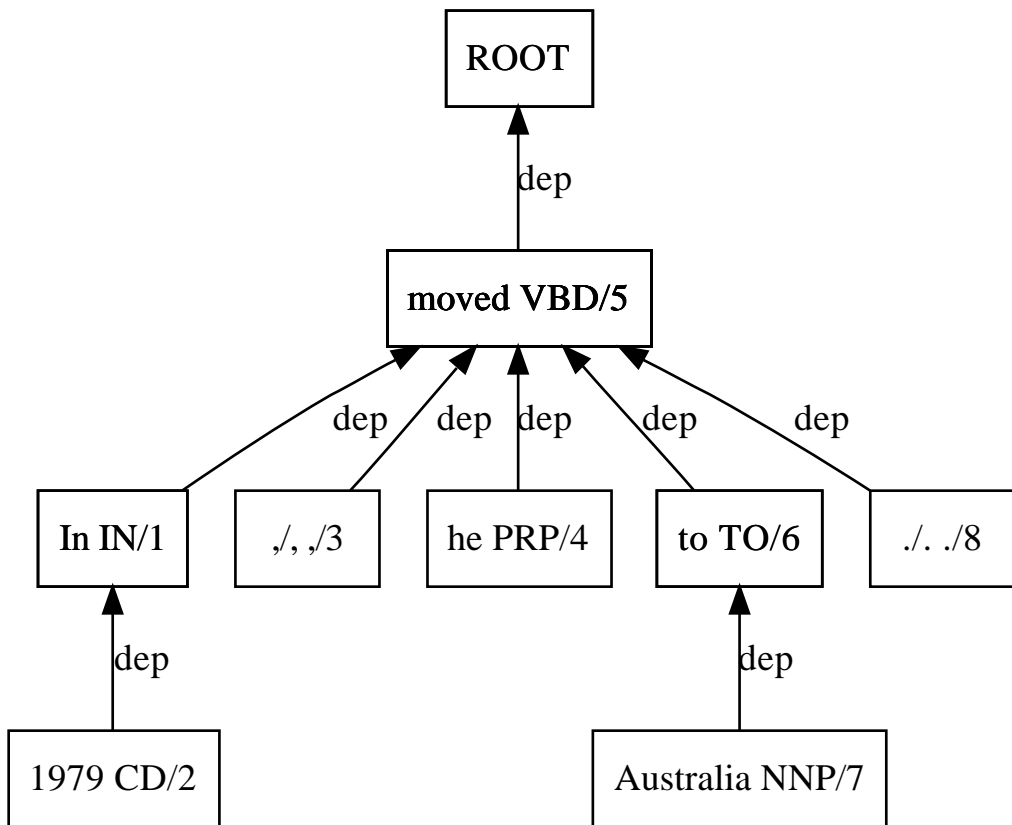 ROOT
dep
moved VBD/5
dep dep dep dep dep
In IN/1 ,/, ,/3 he PRP/4 to TO/6 ./. ./8
dep dep
1979 CD/2 Australia NNP/7